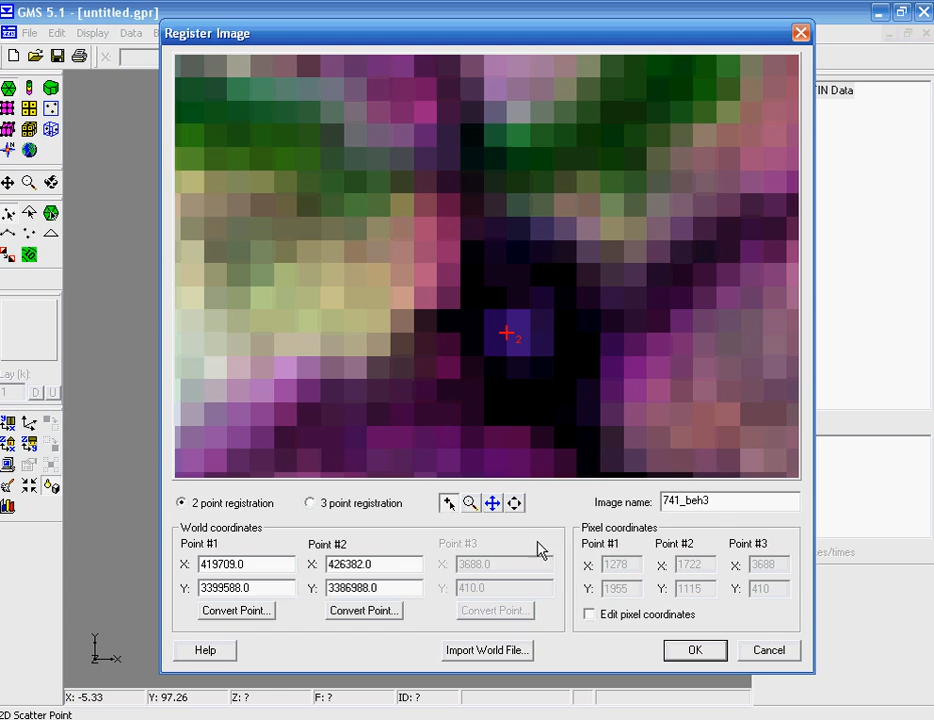 GMS 5.1 - [untitled.gpr]
File Edit Display Data
Register Image
X:
TIN Data
2
lay (k):
1 D U
2 point registration
3 point registration
Image name: 741_beh3
World coordinates
Point #1 Point #2 Point #3
X: 419709.0 X: 426382.0 X: 3688.0
Y: 3399588.0 Y: 3386988.0 Y: 410.0
Convert Point... Convert Point... Convert Point...
Pixel coordinates
Point #1 Point #2 Point #3
X: 1278 X: 1722 3688
Y: 1955 Y: 1115 Y: 410
Edit pixel coordinates
es/times
Help Import World File... OK Cancel
Y
Z X
X: -5.33 Y: 97.26 Z: ? F: ? ID: ?
2D Scatter Point